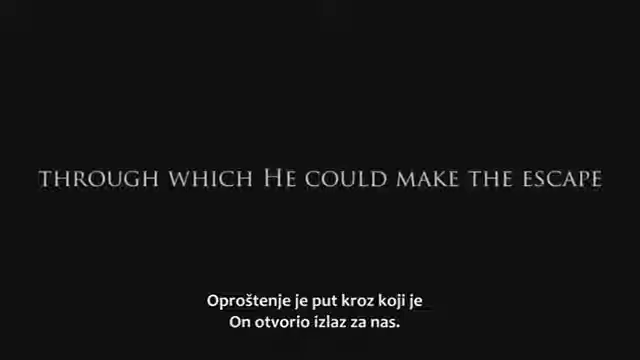 THROUGH WHICH HE COULD MAKE THE ESCAPE
Oproštenje je put kroz koji je
On otvorio izlaz za nas.